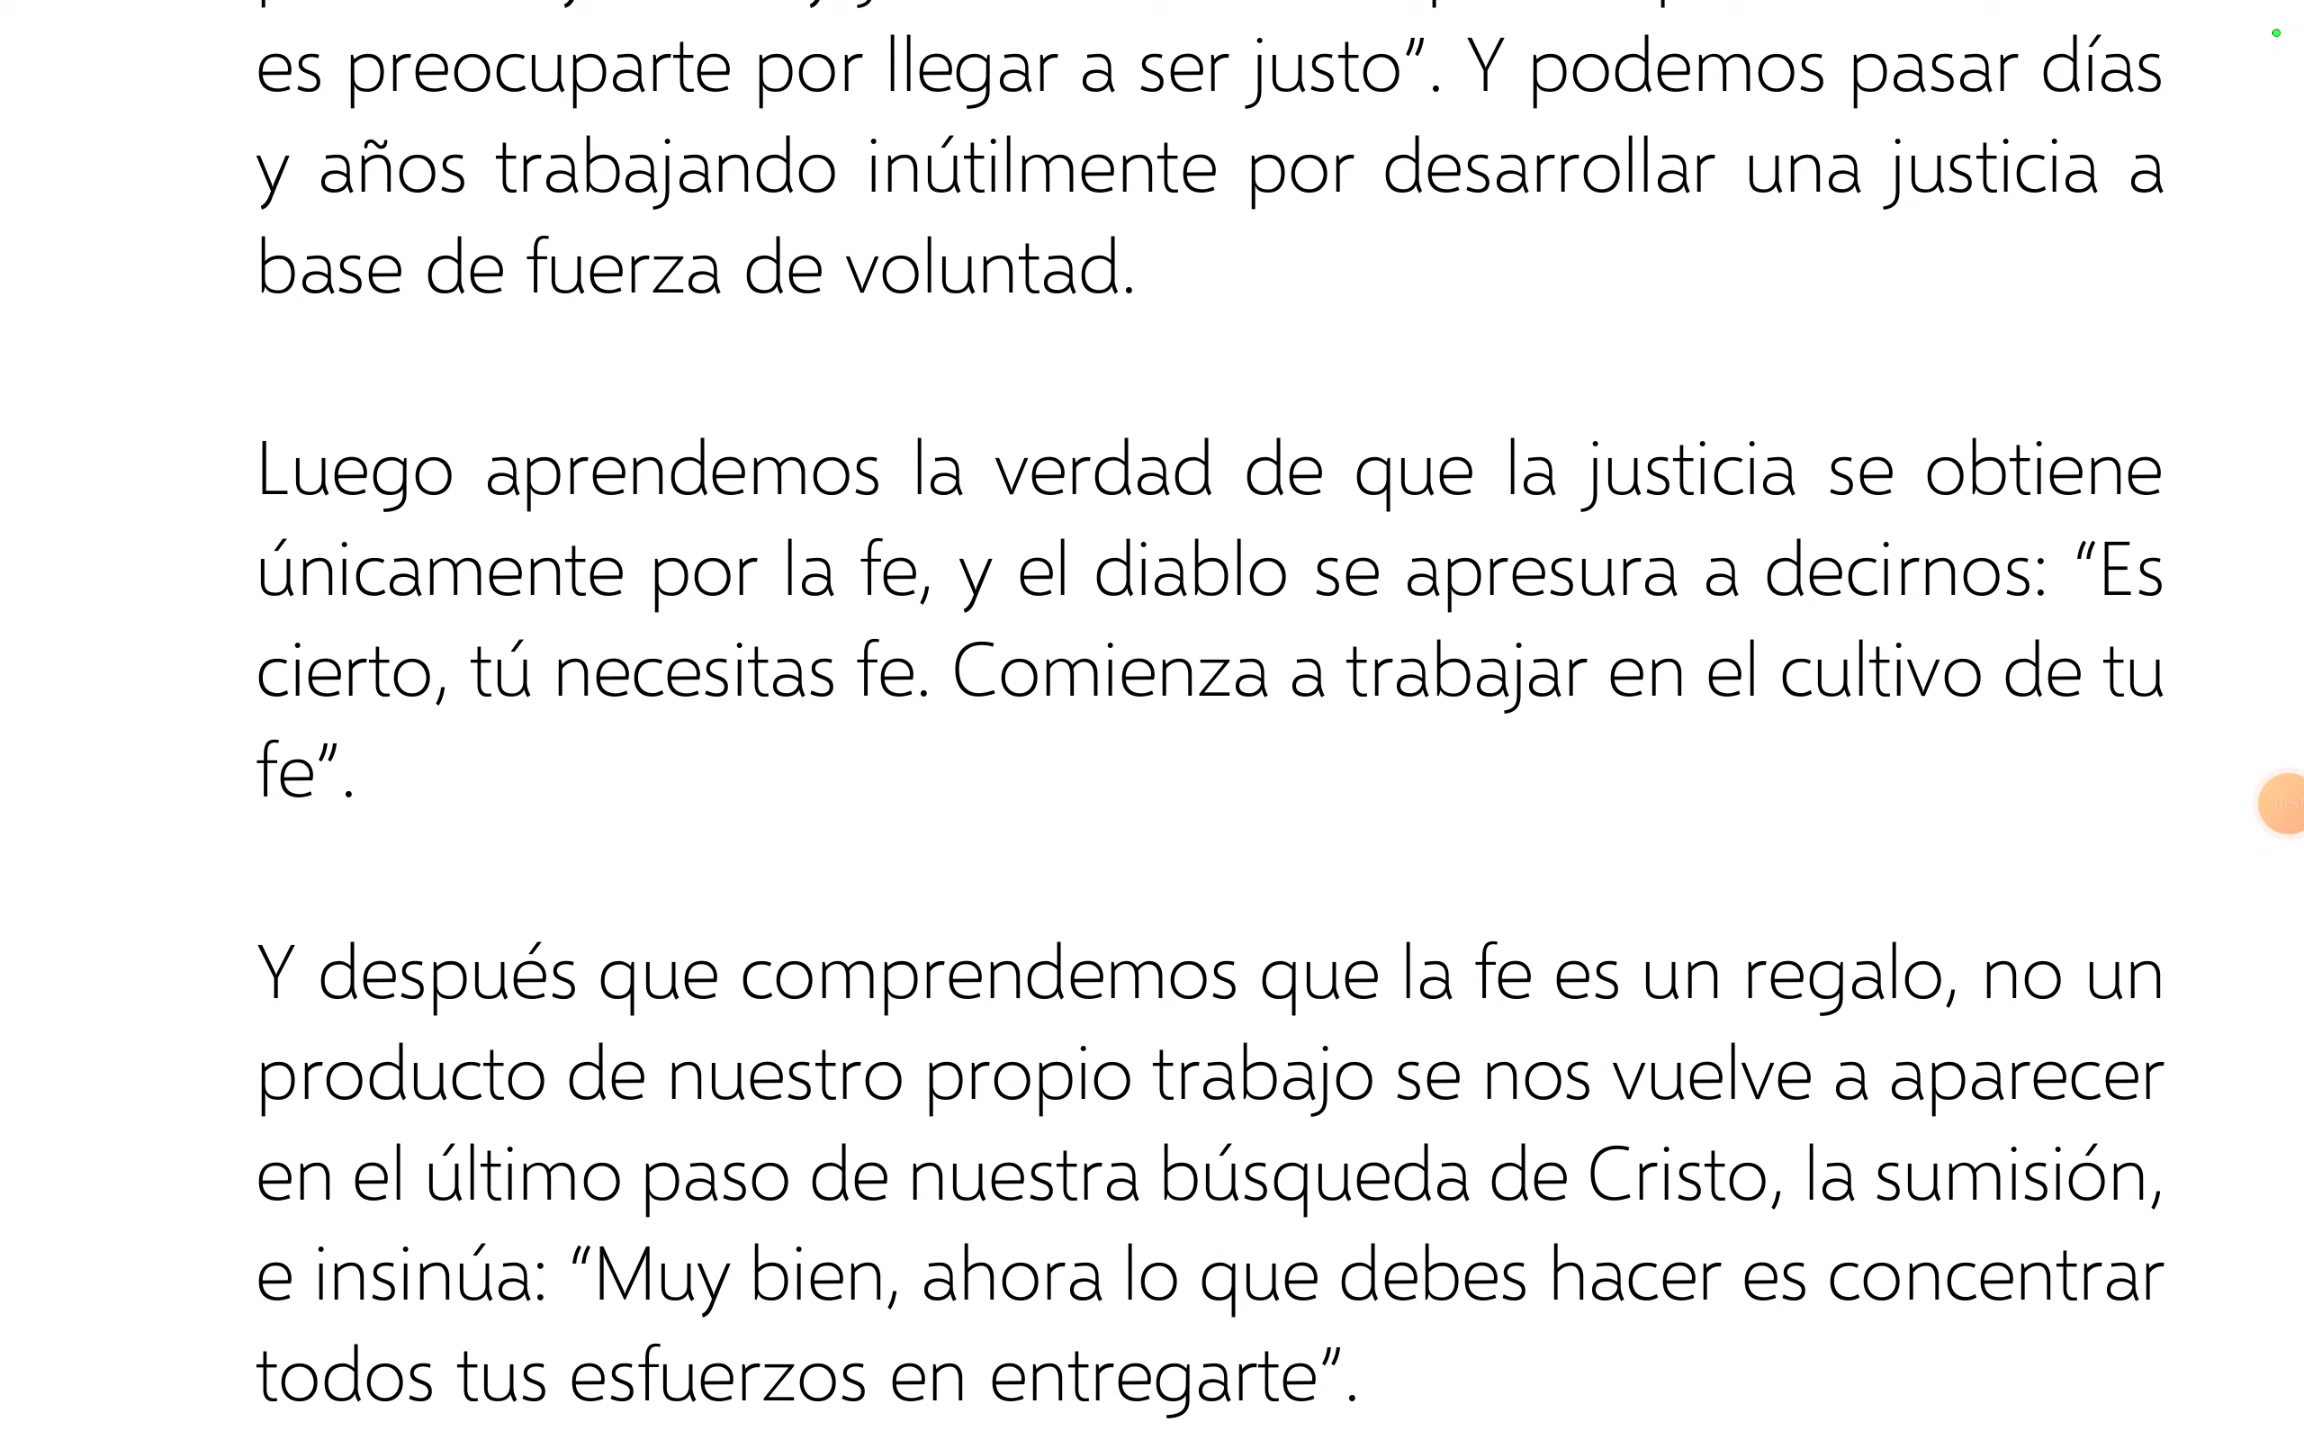 es preocuparte por llegar a ser justo”. Y podemos pasar días
y años trabajando inútilmente por desarrollar una justicia a
base de fuerza de voluntad.
Luego aprendemos la verdad de que la justicia se obtiene
únicamente por la fe, y el diablo se apresura a decirnos: “Es
cierto, tú necesitas fe. Comienza a trabajar en el cultivo de tu
fe”.
Y después que comprendemos que la fe es un regalo, no un
producto de nuestro propio trabajo se nos vuelve a aparecer
en el último paso de nuestra búsqueda de Cristo, la sumisión,
e insinúa: “Muy bien, ahora lo que debes hacer es concentrar
todos tus esfuerzos en entregarte”.